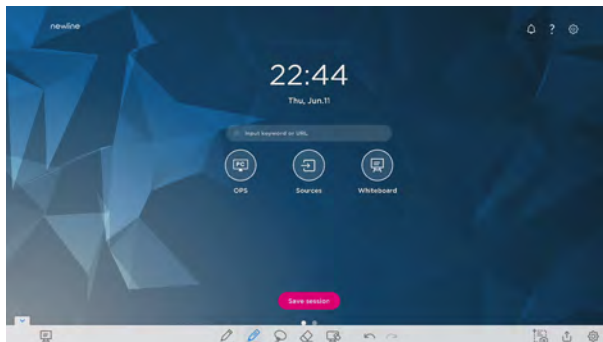 newline
?
22:44
Thu, Jun.11
Input keyword or URL
PC
OPS
Sources
Whiteboard
Save session